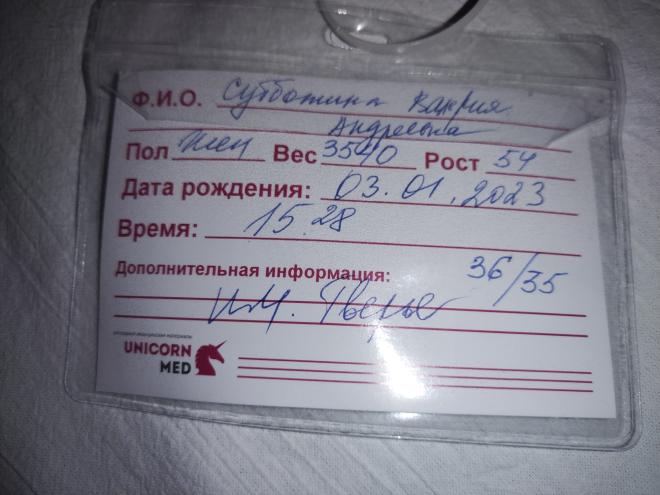 Ф.И.О. Субботина Валерия
Андреевна
Пол жен Вес 3540 Рост 54
Дата рождения: 03.01.2023
Время: 15 28
Дополнительная информация: 36/35
UNICORN
MED